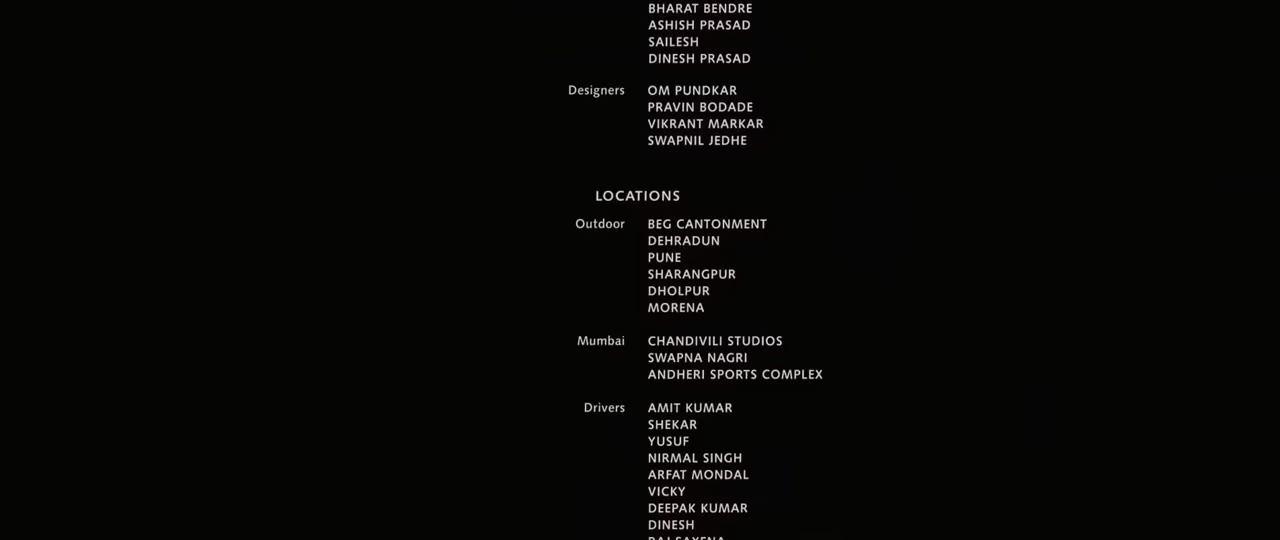 BHARAT BENDRE
ASHISH PRASAD
SAILESH
DINESH PRASAD
Designers OM PUNDKAR
PRAVIN BODADE
VIKRANT MARKAR
SWAPNIL JEDHE
LOCATIONS
Outdoor BEG CANTONMENT
DEHRADUN
PUNE
SHARANGPUR
DHOLPUR
MORENA
Mumbai CHANDIVILI STUDIOS
SWAPNA NAGRI
ANDHERI SPORTS COMPLEX
Drivers AMIT KUMAR
SHEKAR
YUSUF
NIRMAL SINGH
ARFAT MONDAL
VICKY
DEEPAK KUMAR
DINESH